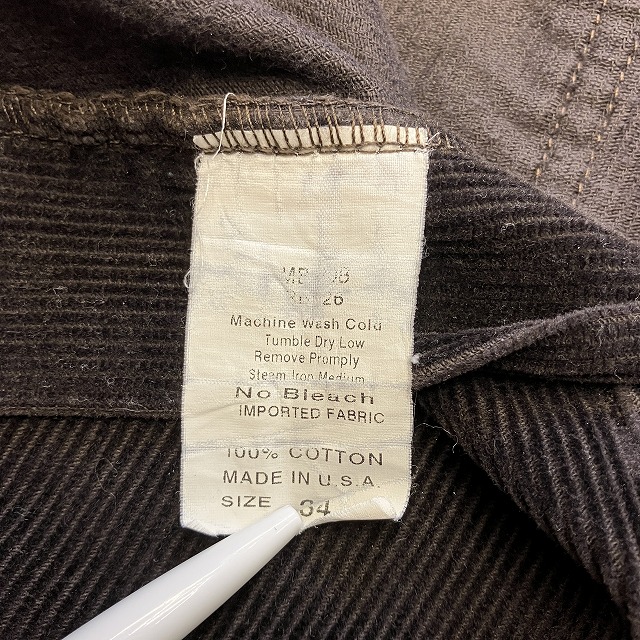 Machine Wash Cold
Tumble Dry Low
Remove Promply
Steam Iron Medium
No Bleach
IMPORTED FABRIC
100% COTTON
MADE IN U.S.A.
SIZE 34